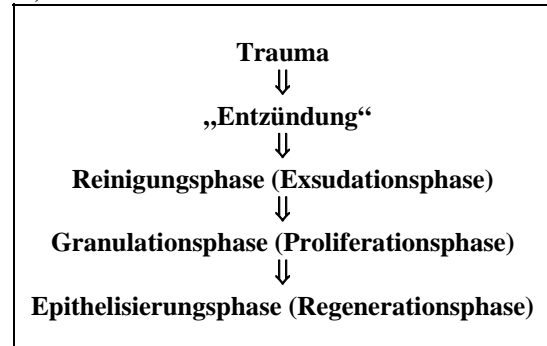 Trauma
⇓
„Entzündung“
⇓
Reinigungsphase (Exsudationsphase)
⇓
Granulationsphase (Proliferationsphase)
⇓
Epithelisierungsphase (Regenerationsphase)